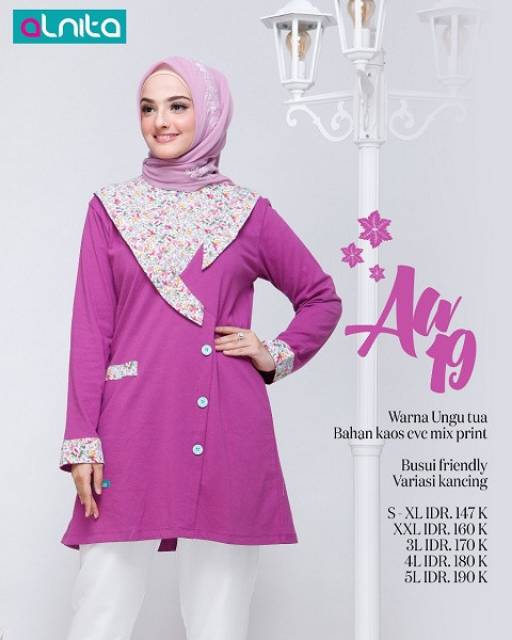 alnita
Aa
19
Warna Ungu tua
Bahan kaos eve mix print
Busui friendly
Variasi kancing
S - XL IDR. 147 K
XXL IDR. 160 K
3L IDR. 170 K
4L IDR. 180 K
5L IDR. 190 K